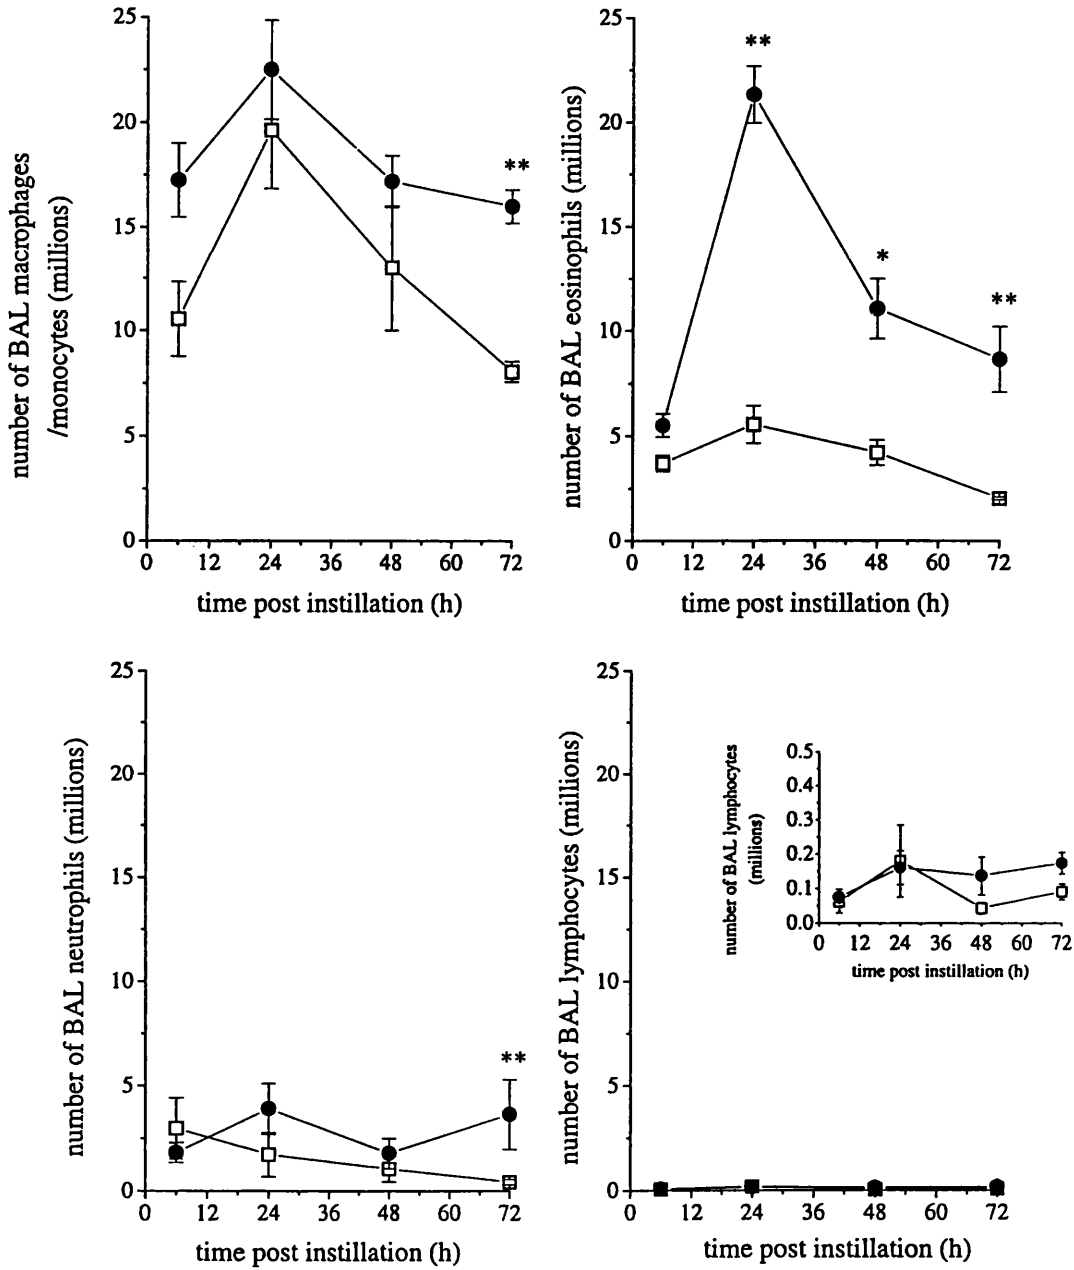 number of BAL macrophages
/monocytes (millions)
25
20
15
10
5
0
**
0 12 24 36 48 60 72
time post instillation (h)
number of BAL eosinophils (millions)
25
20
15
10
5
0
**
*
**
0 12 24 36 48 60 72
time post instillation (h)
number of BAL neutrophils (millions)
25
20
15
10
5
0
**
0 12 24 36 48 60 72
time post instillation (h)
number of BAL lymphocytes (millions)
25
20
15
10
5
0
0 12 24 36 48 60 72
time post instillation (h)
number of BAL lymphocytes
(millions)
0.5
0.4
0.3
0.2
0.1
0.0
0 12 24 36 48 60 72
time post instillation (h)